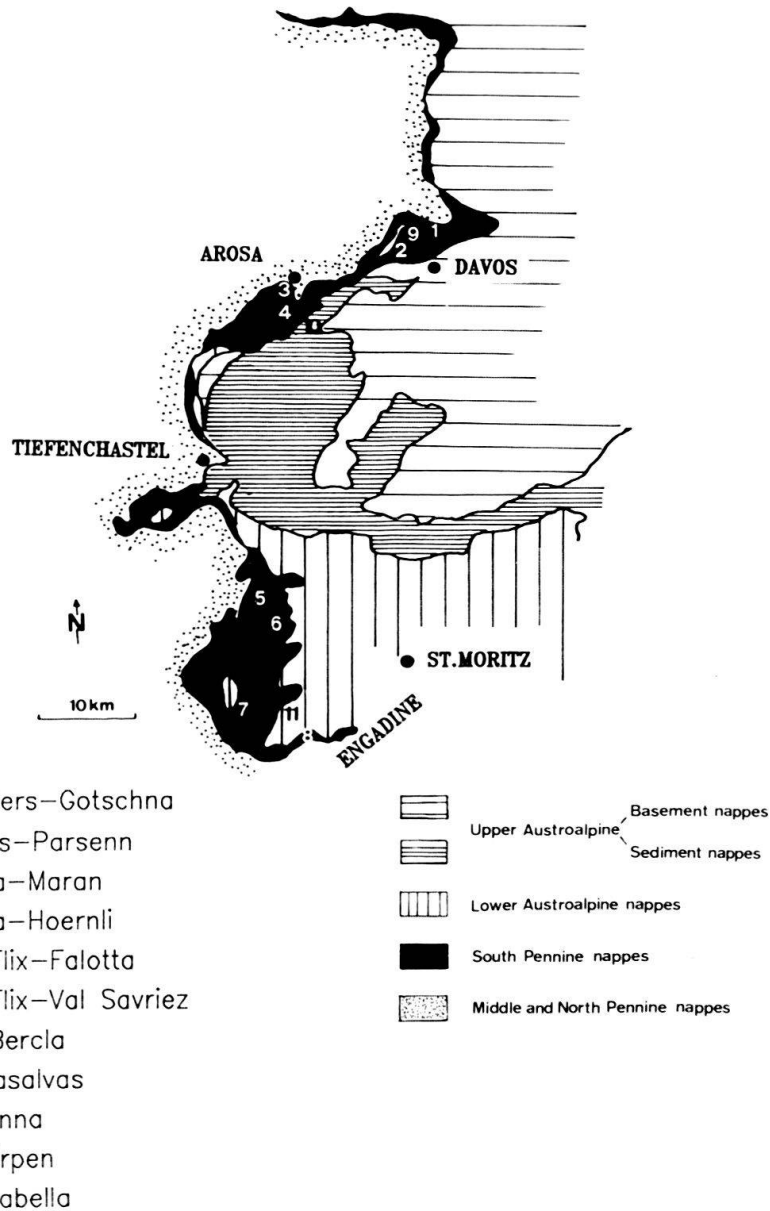 AROSA
9
1
2
DAVOS
3
4
TIEFENCHASTEL
5
6
N
ST.MORITZ
10 km
7
11
8
ENGADINE
ers-Gotschna
s-Parsenn
a-Maran
a-Hoernli
lix-Falotta
lix-Val Savriez
Bercla
asalvas
nna
rpen
abella
Upper Austroalpine
Basement nappes
Sediment nappes
Lower Austroalpine nappes
South Pennine nappes
Middle and North Pennine nappes